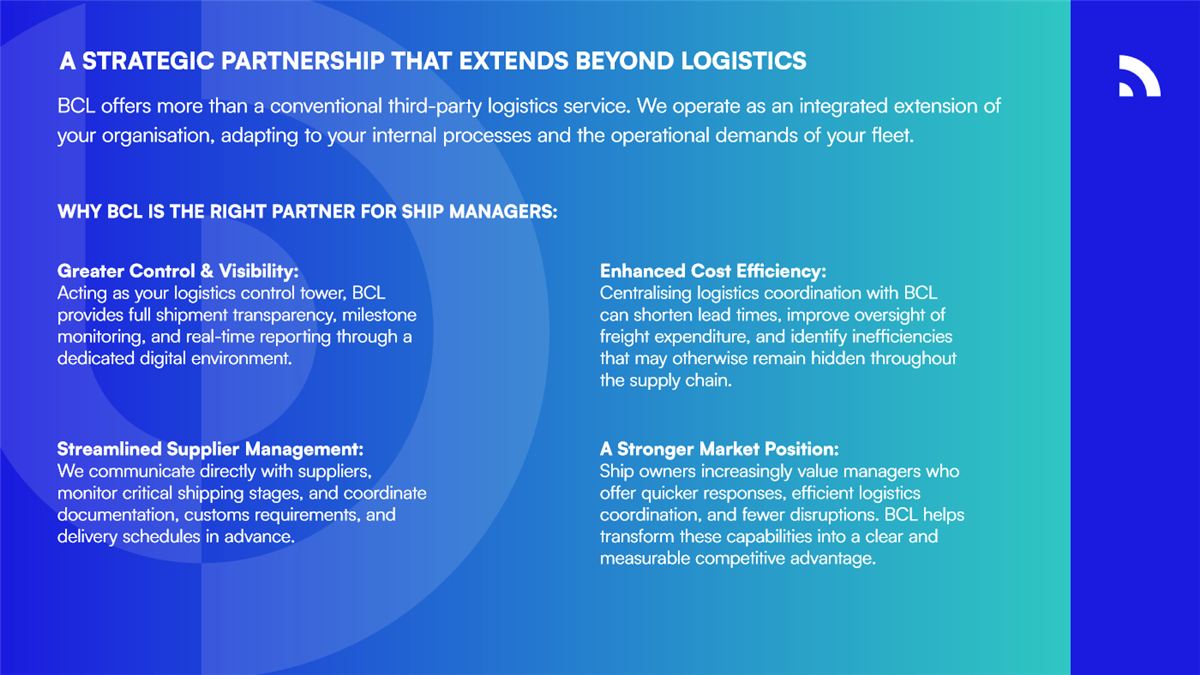 A STRATEGIC PARTNERSHIP THAT EXTENDS BEYOND LOGISTICS
BCL offers more than a conventional third-party logistics service. We operate as an integrated extension of
your organisation, adapting to your internal processes and the operational demands of your fleet.
WHY BCL IS THE RIGHT PARTNER FOR SHIP MANAGERS:
Greater Control & Visibility:
Acting as your logistics control tower, BCL
provides full shipment transparency, milestone
monitoring, and real-time reporting through a
dedicated digital environment.
Enhanced Cost Efficiency:
Centralising logistics coordination with BCL
can shorten lead times, improve oversight of
freight expenditure, and identify inefficiencies
that may otherwise remain hidden throughout
the supply chain.
Streamlined Supplier Management:
We communicate directly with suppliers,
monitor critical shipping stages, and coordinate
documentation, customs requirements, and
delivery schedules in advance.
A Stronger Market Position:
Ship owners increasingly value managers who
offer quicker responses, efficient logistics
coordination, and fewer disruptions. BCL helps
transform these capabilities into a clear and
measurable competitive advantage.